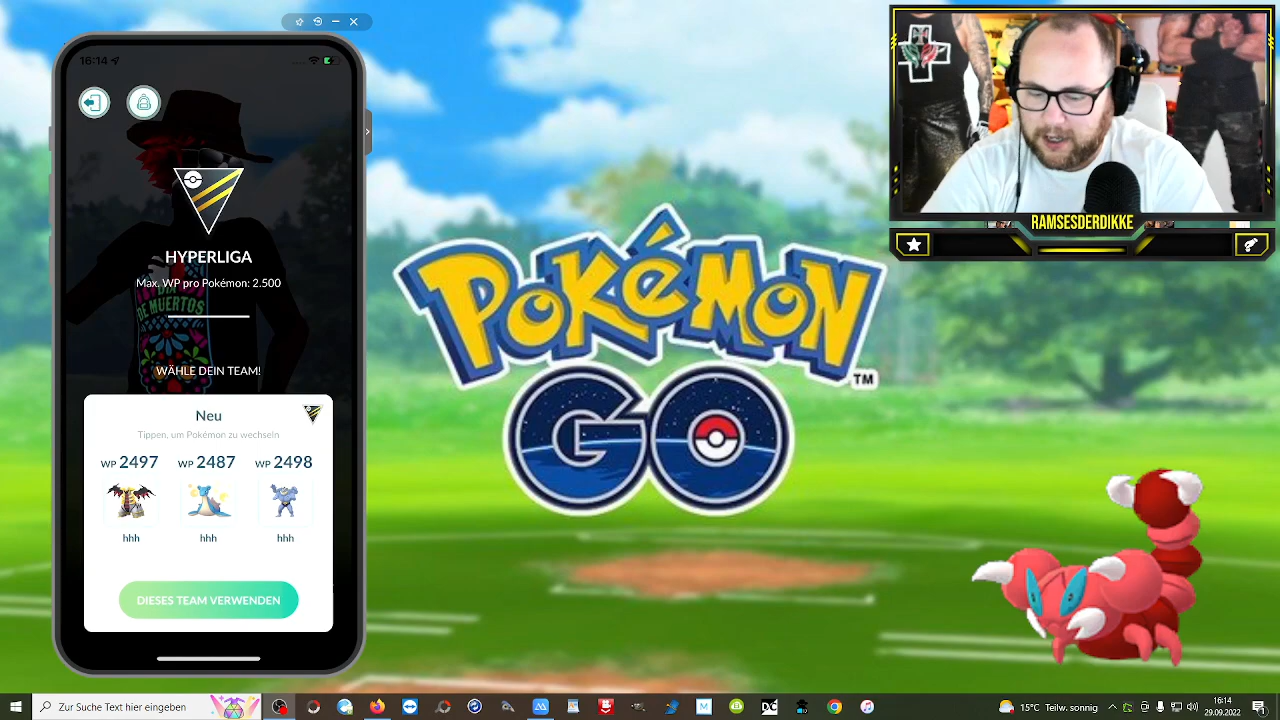 16:14
HYPERLIGA
Max. WP pro Pokémon: 2.500
DIA
DE MUERTOS
WÄHLE DEIN TEAM!
Neu
Tippen, um Pokémon zu wechseln
WP 2497 WP 2487 WP 2498
hhh hhh hhh
DIESES TEAM VERWENDEN
POKÉMON
TM
GO
RAMSESDERDIKKE
Zur Suche Text hier eingeben
15°C Teilw. sonnig
16:14
29.09.2022